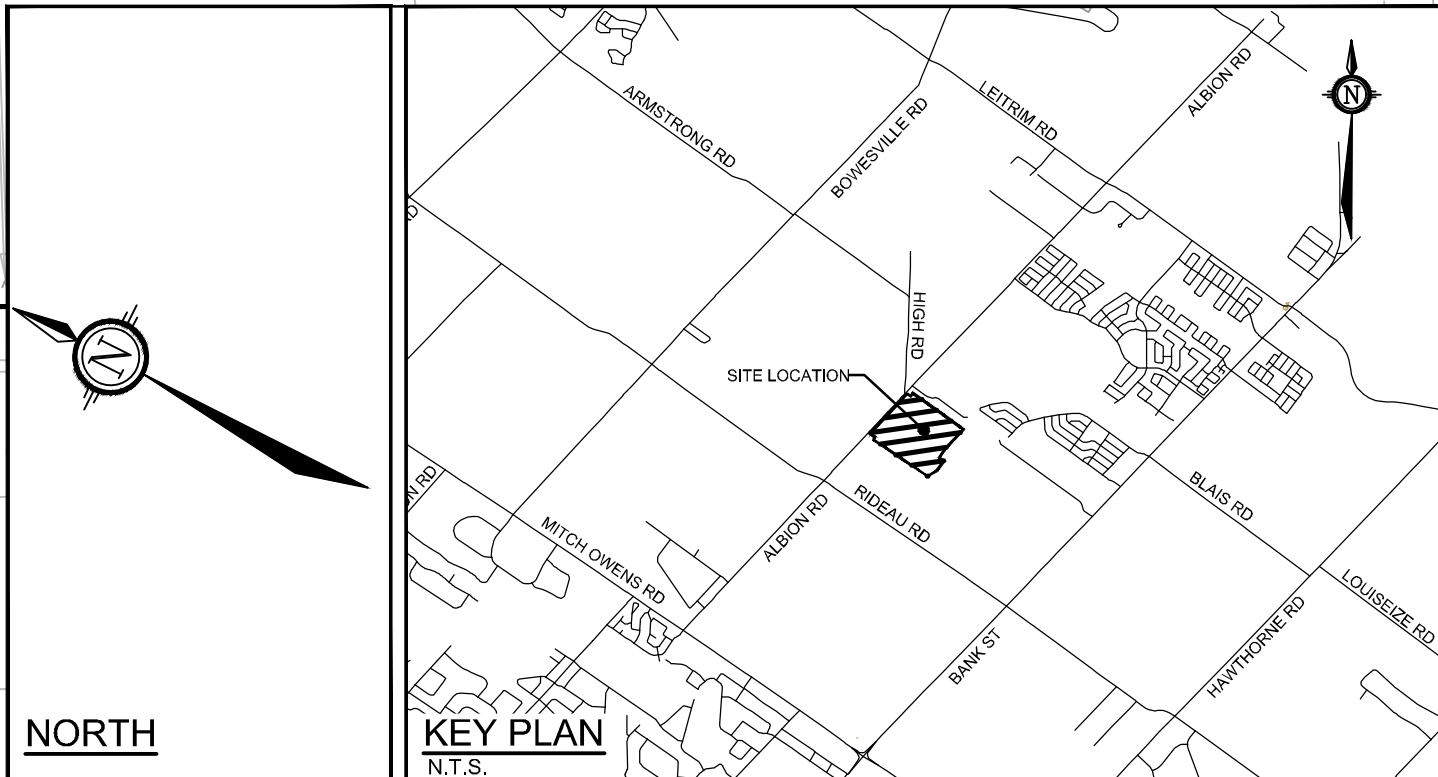 N
NORTH
ARMSTRONG RD
BOWESVILLE RD
LEITRIM RD
ALBION RD
N
HIGH RD
SITE LOCATION
ALBION RD
RIDEAU RD
MITCH OWENS RD
BLAIS RD
LOUISEIZE RD
HAWTHORNE RD
BANK ST
KEY PLAN
N.T.S.